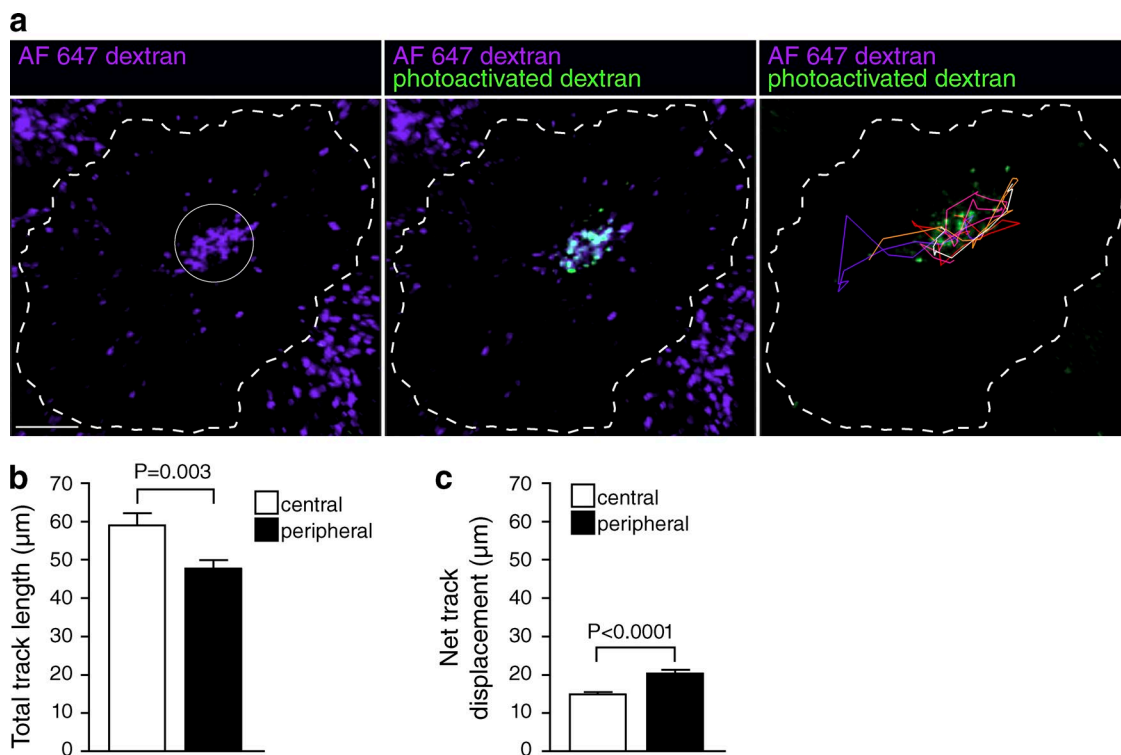 a
AF 647 dextran
AF 647 dextran
photoactivated dextran
AF 647 dextran
photoactivated dextran
b
Total track length (µm)
70
60
50
40
30
20
10
0
P=0.003
central
peripheral
c
Net track
displacement (µm)
70
60
50
40
30
20
10
0
central
peripheral
P<0.0001